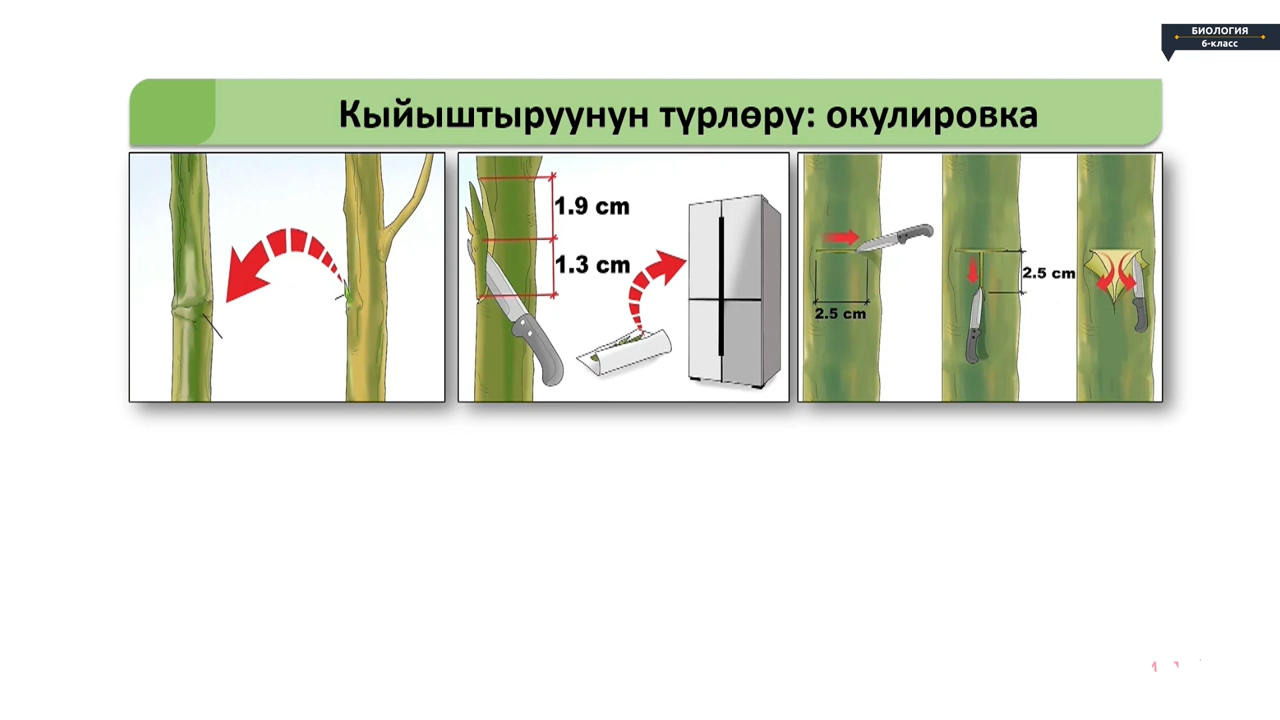 БИОЛОГИЯ
6-класс
Кыйыштыруунун түрлөрү: окулировка
1.9 cm
1.3 cm
2.5 cm
2.5 cm